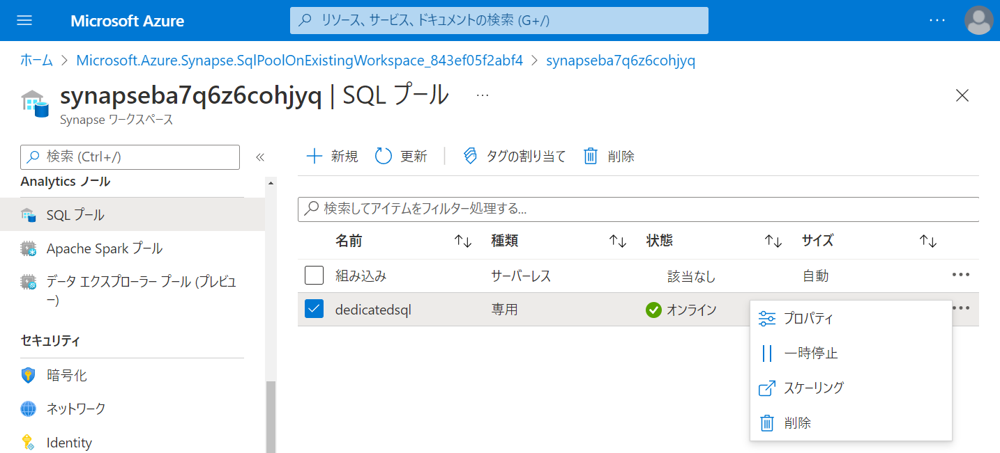 Microsoft Azure
リソース、サービス、ドキュメントの検索 (G+/)
ホーム > Microsoft.Azure.Synapse.SqlPoolOnExistingWorkspace_843ef05f2abf4 > synapseba7q6z6cohjyq
synapseba7q6z6cohjyq | SQL プール ...
Synapse ワークスペース
検索 (Ctrl+/) «
Analytics ノール
SQL プール
Apache Spark プール
データ エクスプローラー プール (プレビュ
ー)
セキュリティ
暗号化
ネットワーク
Identity
新規 更新 タグの割り当て 削除
検索してアイテムをフィルター処理する...
名前 種類 状態 サイズ
組み込み サーバーレス 該当なし 自動
dedicatedsql 専用 オンライン
プロパティ
一時停止
スケーリング
削除